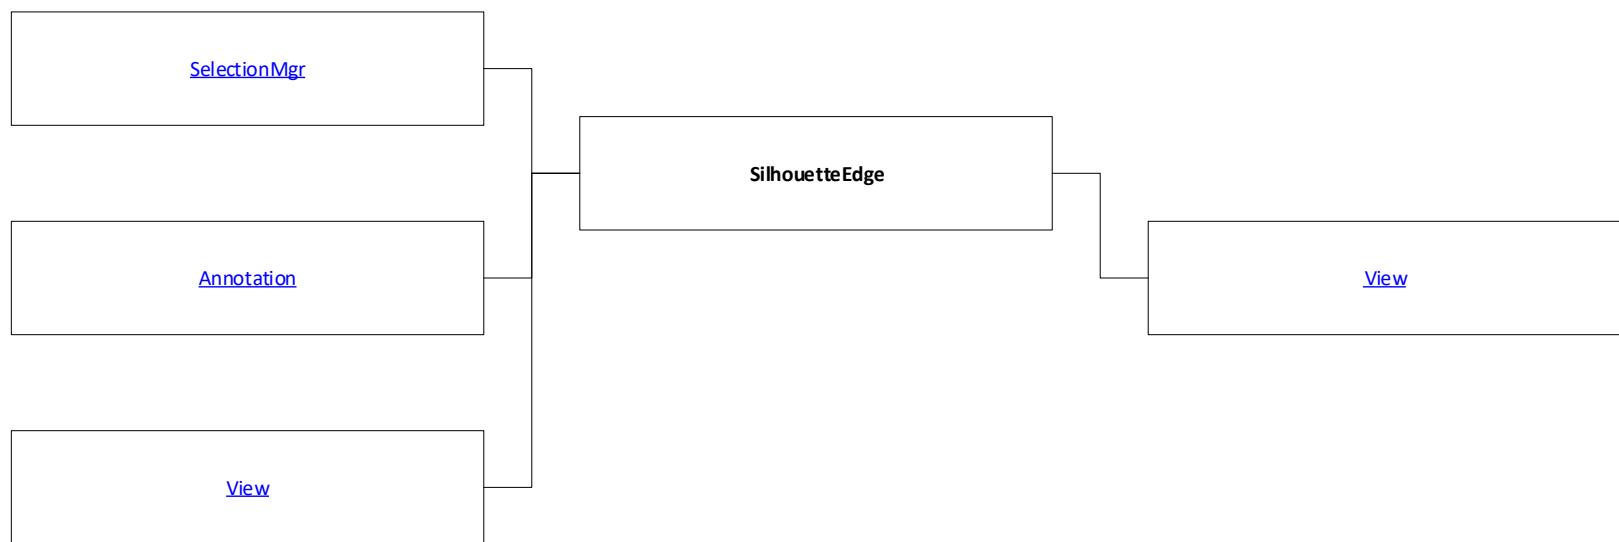 SelectionMgr
SilhouetteEdge
Annotation
View
View